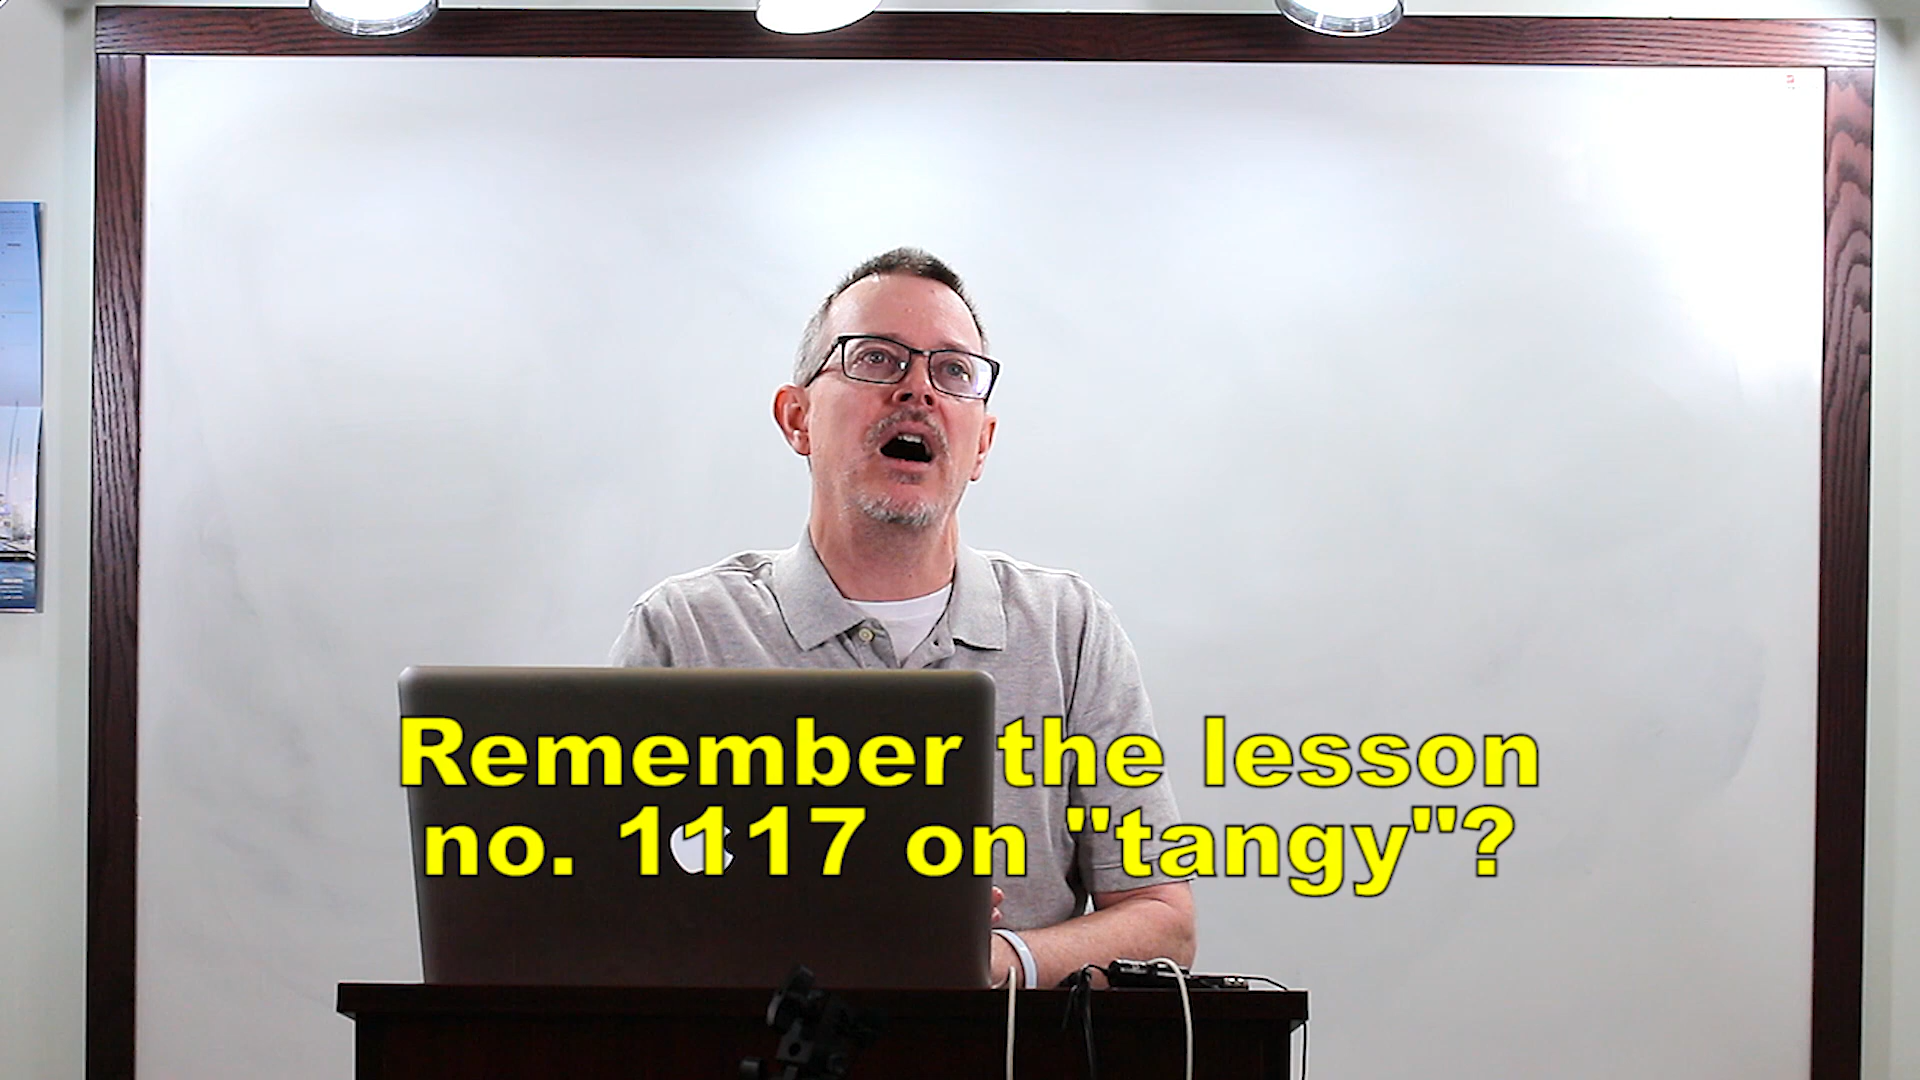 Remember the lesson
no. 1117 on "tangy"?